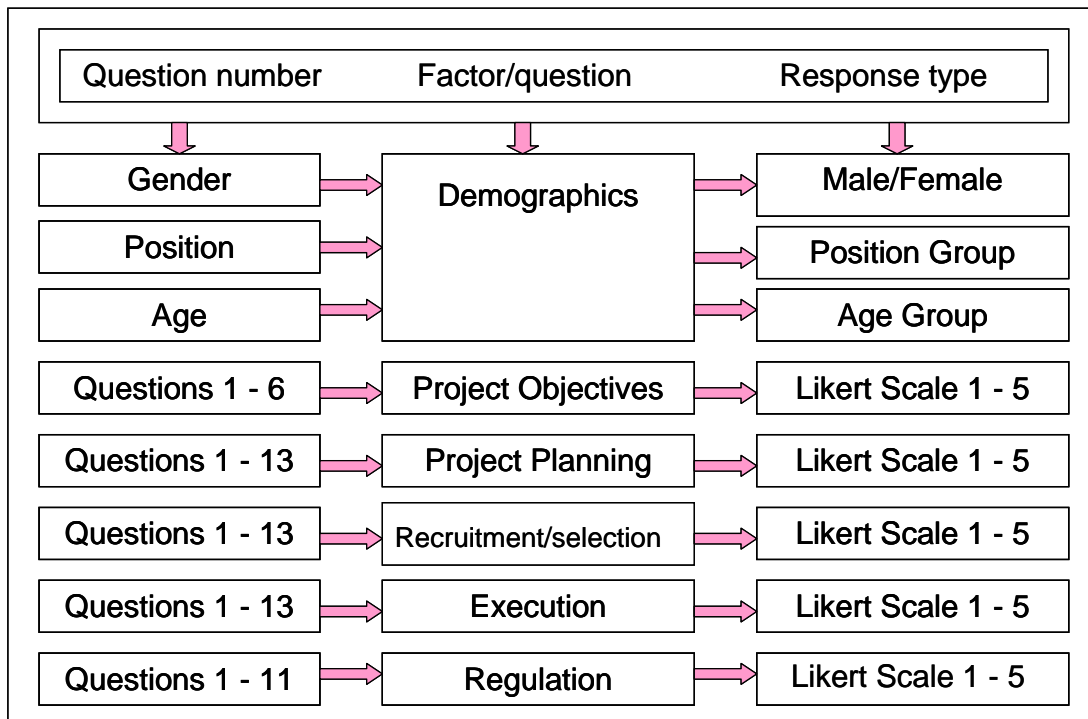 Question number Factor/question Response type
Gender Demographics Male/Female
Position Position Group
Age Age Group
Questions 1 - 6 Project Objectives Likert Scale 1 - 5
Questions 1 - 13 Project Planning Likert Scale 1 - 5
Questions 1 - 13 Recruitment/selection Likert Scale 1 - 5
Questions 1 - 13 Execution Likert Scale 1 - 5
Questions 1 - 11 Regulation Likert Scale 1 - 5